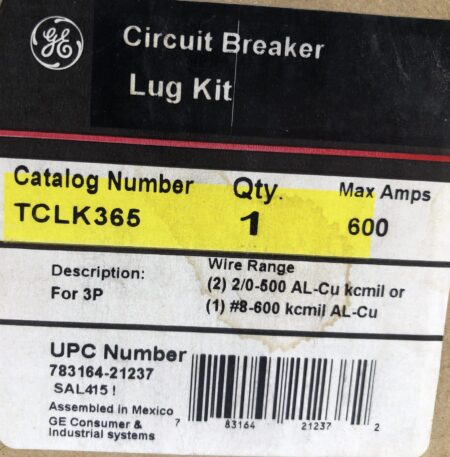 GE
Circuit Breaker
Lug Kit
Catalog Number Qty. Max Amps
TCLK365 1 600
Description: Wire Range
For 3P (2) 2/0-500 AL-Cu kcmil or
(1) #8-600 kcmil AL-Cu
UPC Number
783164-21237
SAL415 !
Assembled in Mexico
GE Consumer &
Industrial systems
7 83164 21237 2